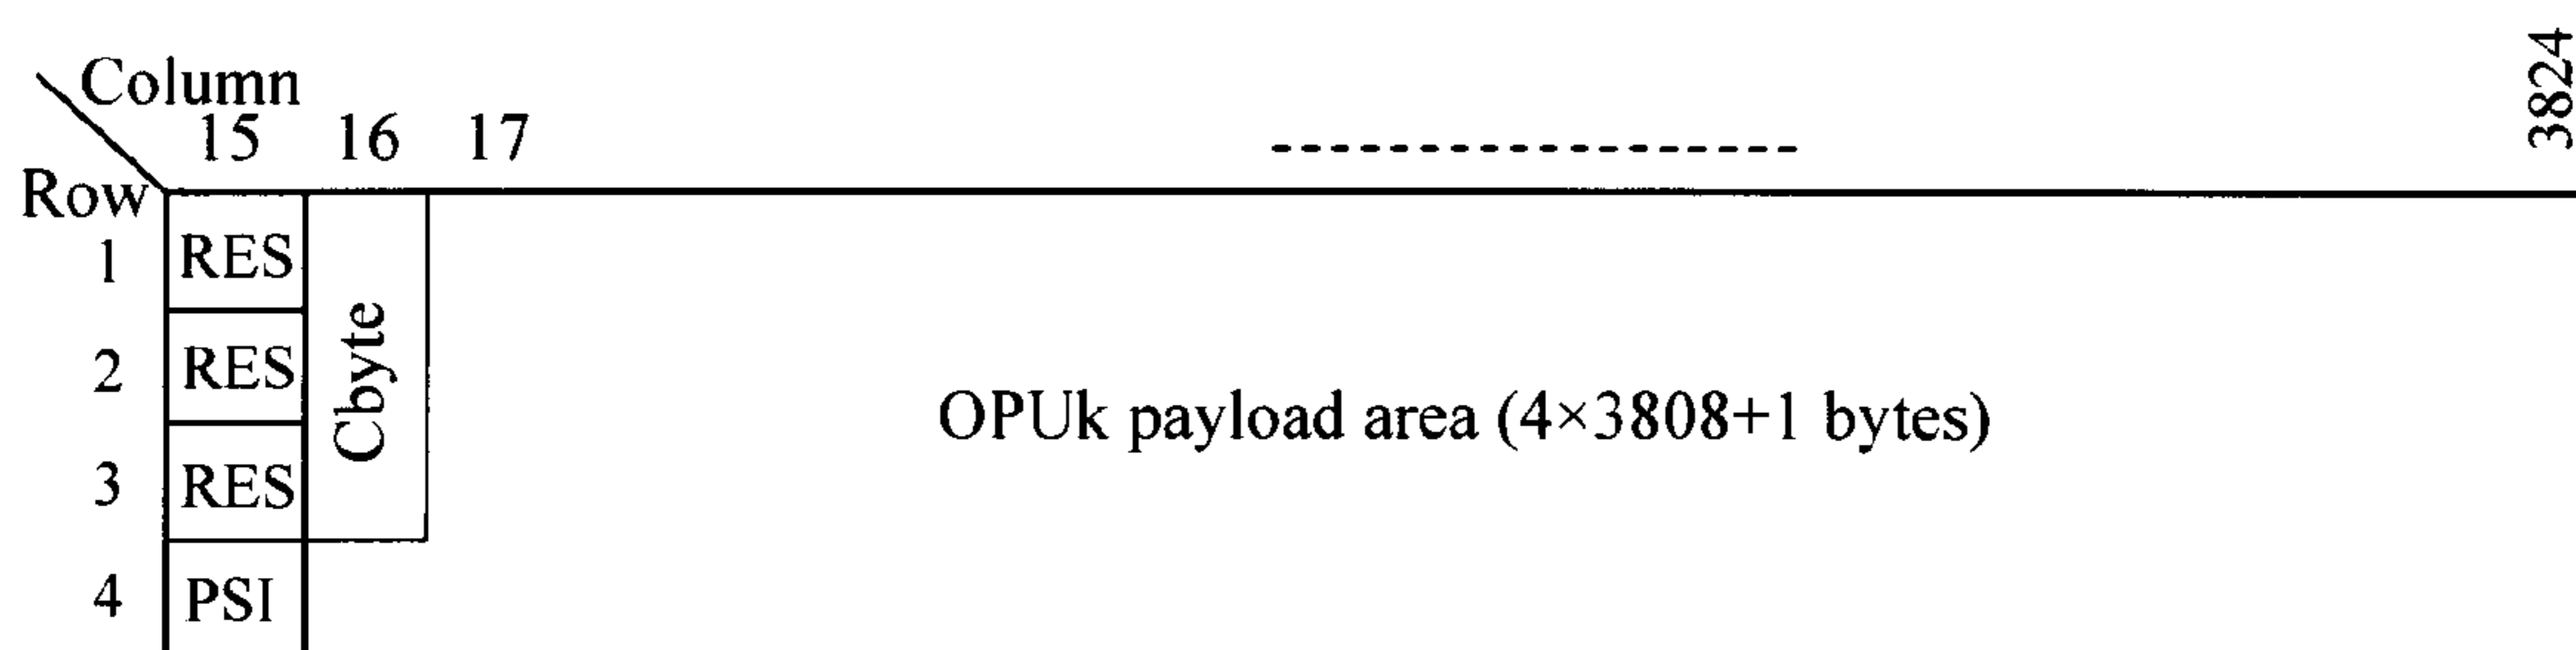 Column
15 16 17 3824
Row
1 RES
2 RES
3 RES
4 PSI
Cbyte
OPUk payload area (4×3808+1 bytes)